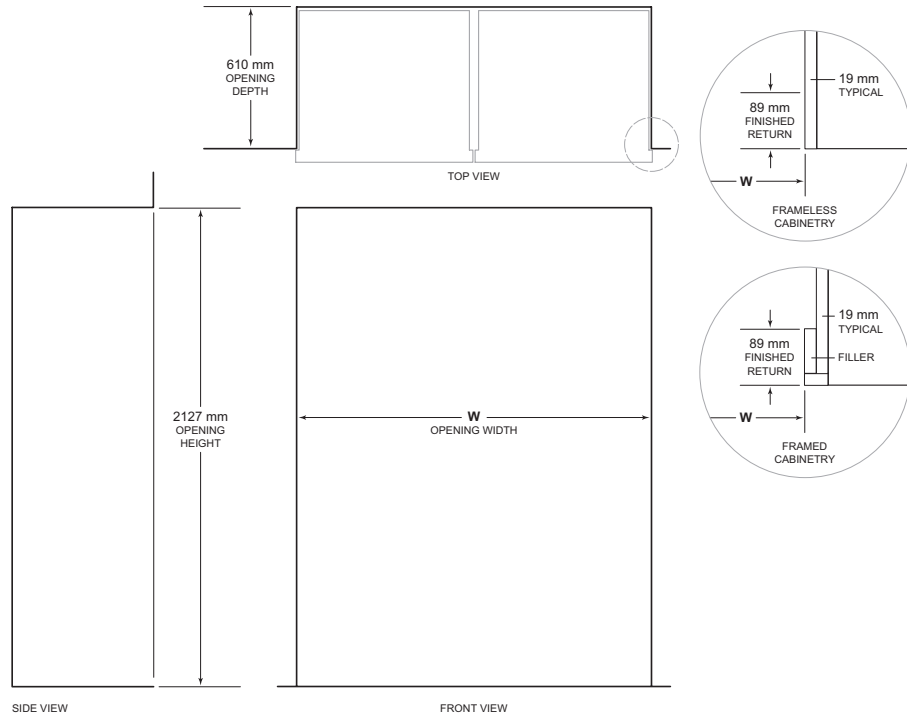 610 mm
OPENING
DEPTH
TOP VIEW
19 mm
TYPICAL
89 mm
FINISHED
RETURN
W
FRAMELESS
CABINETRY
19 mm
TYPICAL
89 mm
FINISHED
RETURN
FILLER
W
FRAMED
CABINETRY
2127 mm
OPENING
HEIGHT
W
OPENING WIDTH
SIDE VIEW
FRONT VIEW